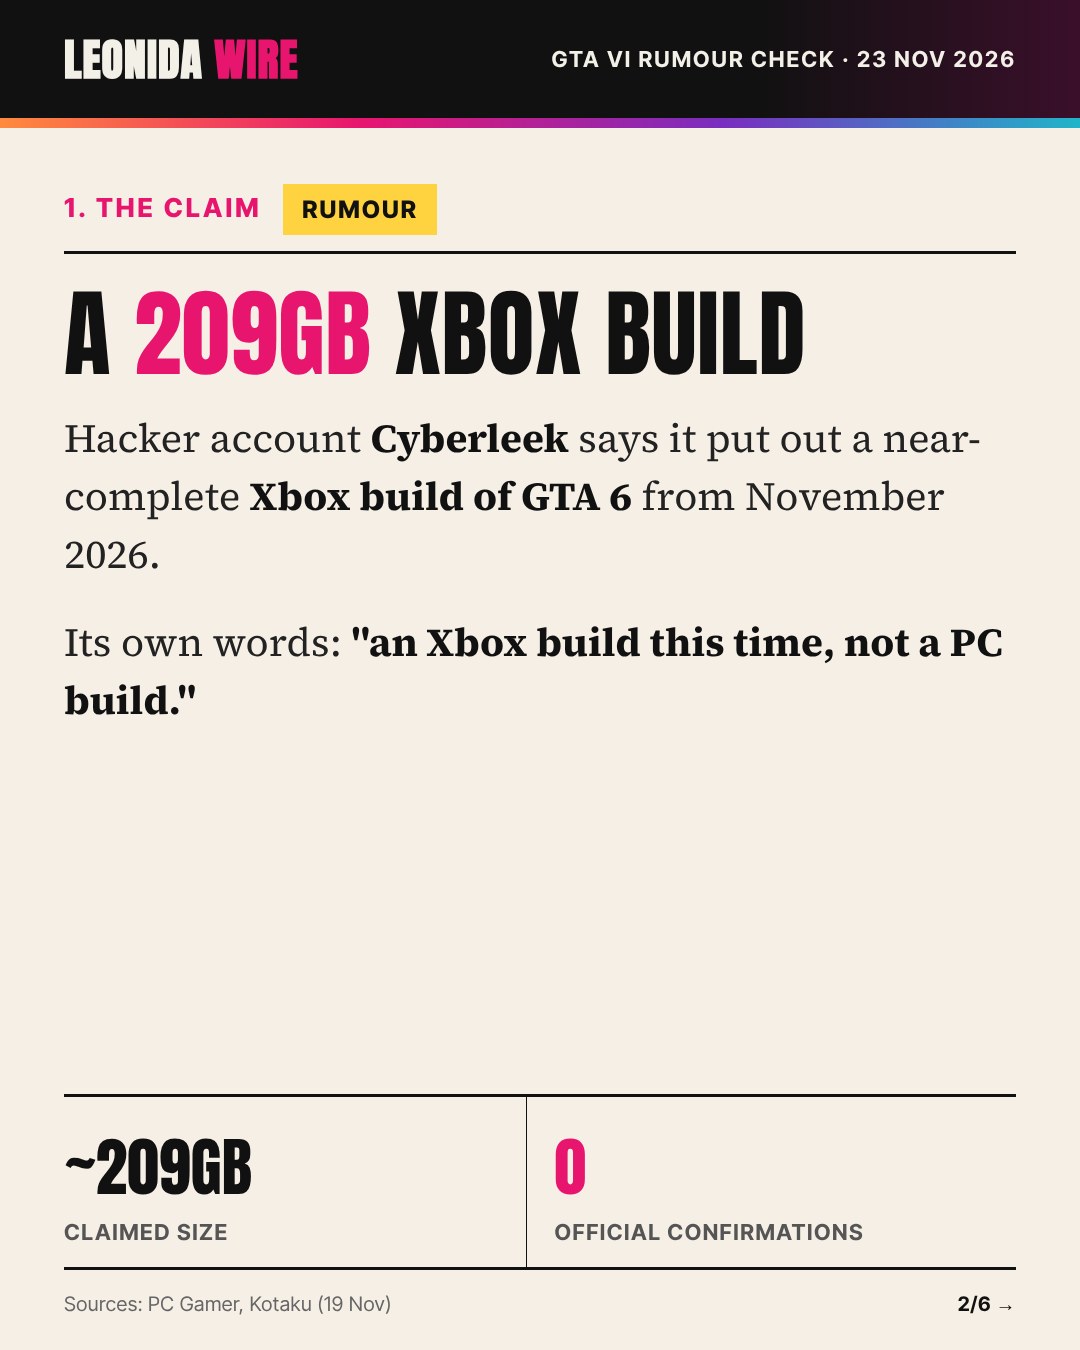 LEONIDA WIRE
GTA VI RUMOUR CHECK · 23 NOV 2026
1. THE CLAIM
RUMOUR
A 209GB XBOX BUILD
Hacker account Cyberleek says it put out a near-
complete Xbox build of GTA 6 from November
2026.
Its own words: "an Xbox build this time, not a PC
build."
~209GB
CLAIMED SIZE
0
OFFICIAL CONFIRMATIONS
Sources: PC Gamer, Kotaku (19 Nov)
2/6 →